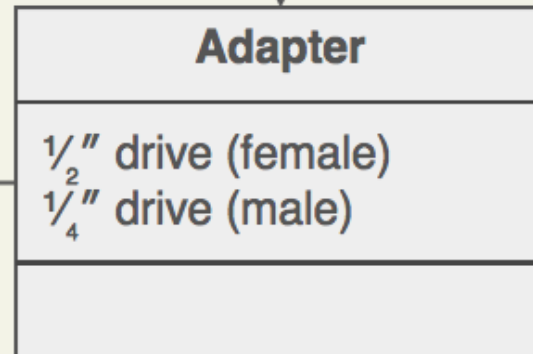 Adapter
½″ drive (female)
¼″ drive (male)